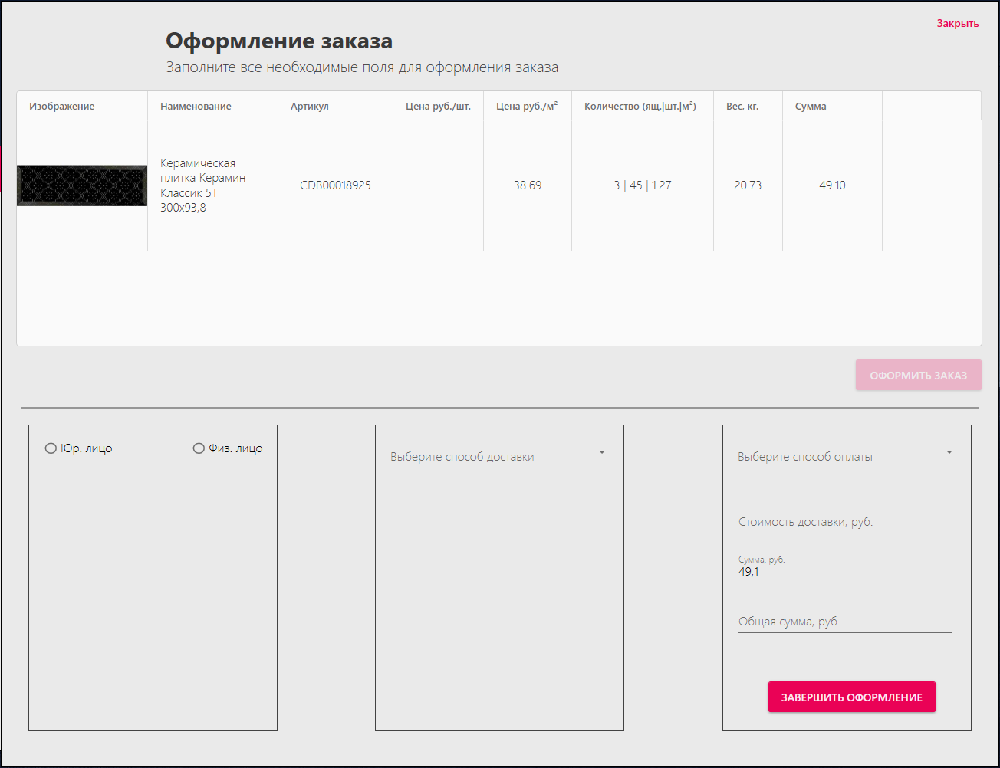 Закрыть
Оформление заказа
Заполните все необходимые поля для оформления заказа
Изображение Наименование Артикул Цена руб./шт. Цена руб./м² Количество (ящ.|шт.|м²) Вес, кг. Сумма
Керамическая
плитка Керамин
Классик 5Т
300х93,8
CDB00018925 38.69 3 | 45 | 1.27 20.73 49.10
ОФОРМИТЬ ЗАКАЗ
Юр. лицо Физ. лицо
Выберите способ доставки
Выберите способ оплаты
Стоимость доставки, руб.
Сумма, руб.
49,1
Общая сумма, руб.
ЗАВЕРШИТЬ ОФОРМЛЕНИЕ